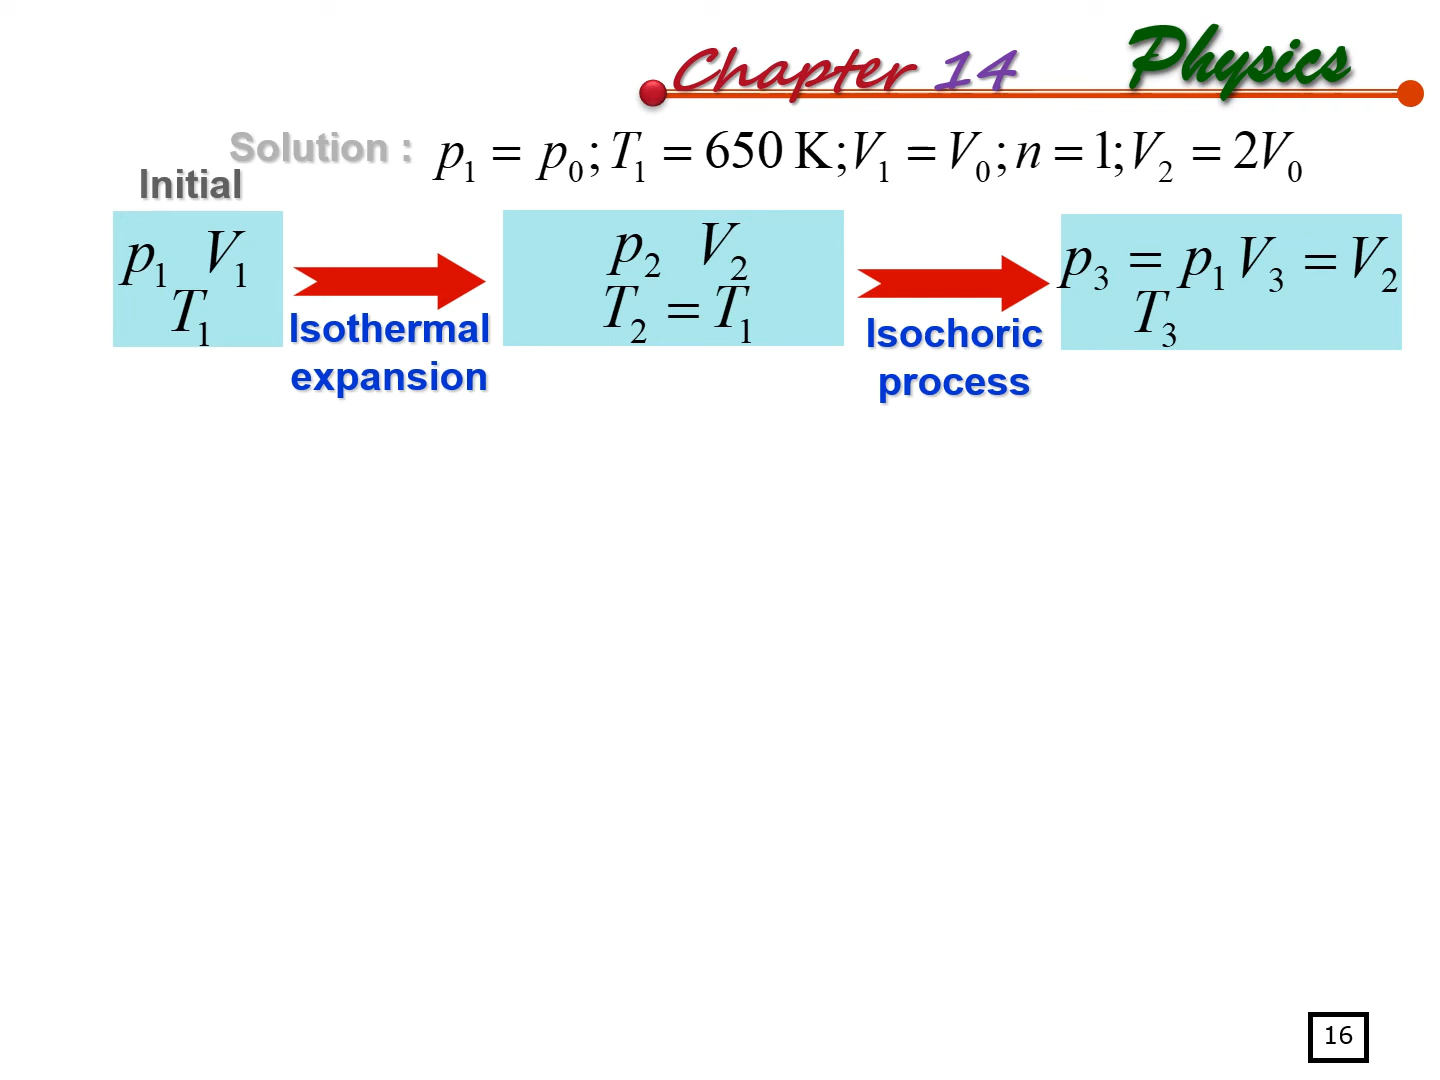 Chapter 14 Physics
Solution : p₁ = p₀; T₁ = 650 K; V₁ = V₀; n = 1; V₂ = 2V₀
Initial
p₁ V₁
T₁
Isothermal
expansion
p₂ V₂
T₂ = T₁
Isochoric
process
p₃ = p₁ V₃ = V₂
T₃
16